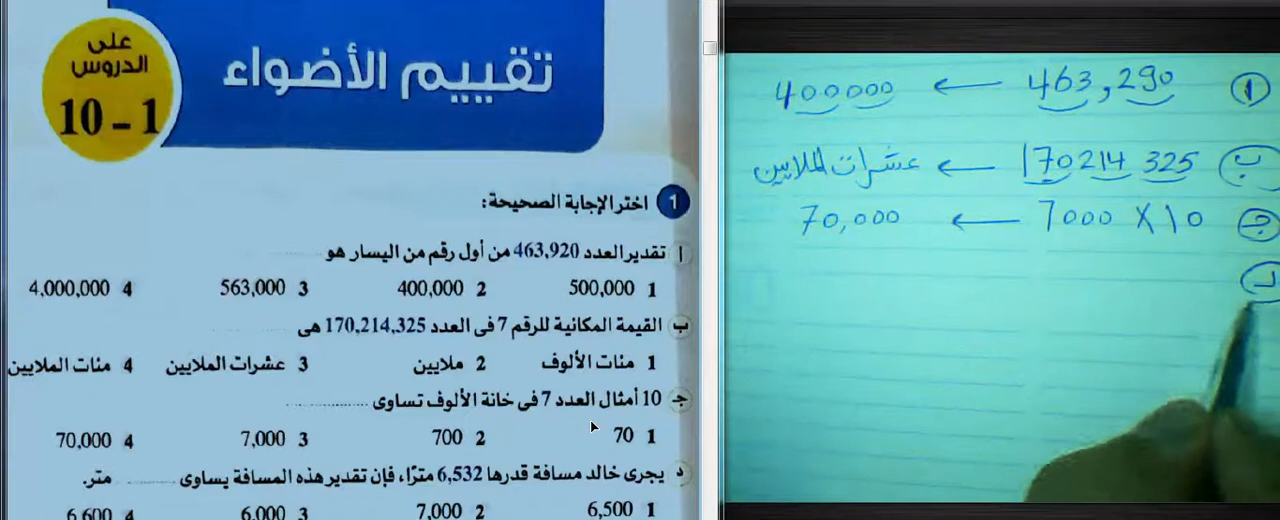 على
الدروس
10 - 1
تقييم الأضواء
1 اختر الإجابة الصحيحة:
أ تقدير العدد 463,920 من أول رقم من اليسار هو ..........
1 500,000 2 400,000 3 563,000 4 4,000,000
ب القيمة المكانية للرقم 7 فى العدد 170,214,325 هى
1 مئات الألوف 2 ملايين 3 عشرات الملايين 4 مئات الملايين
جـ 10 أمثال العدد 7 فى خانة الألوف تساوى ..........
1 70 2 700 3 7,000 4 70,000
د يجرى خالد مسافة قدرها 6,532 مترًا، فإن تقدير هذه المسافة يساوى .......... متر.
1 6,500 2 7,000 3 6,000 4 6,600
أ 463,290 ← 400000
ب 170214325 ← عشرات الملايين
جـ 7000 X 10 ← 70,000
د